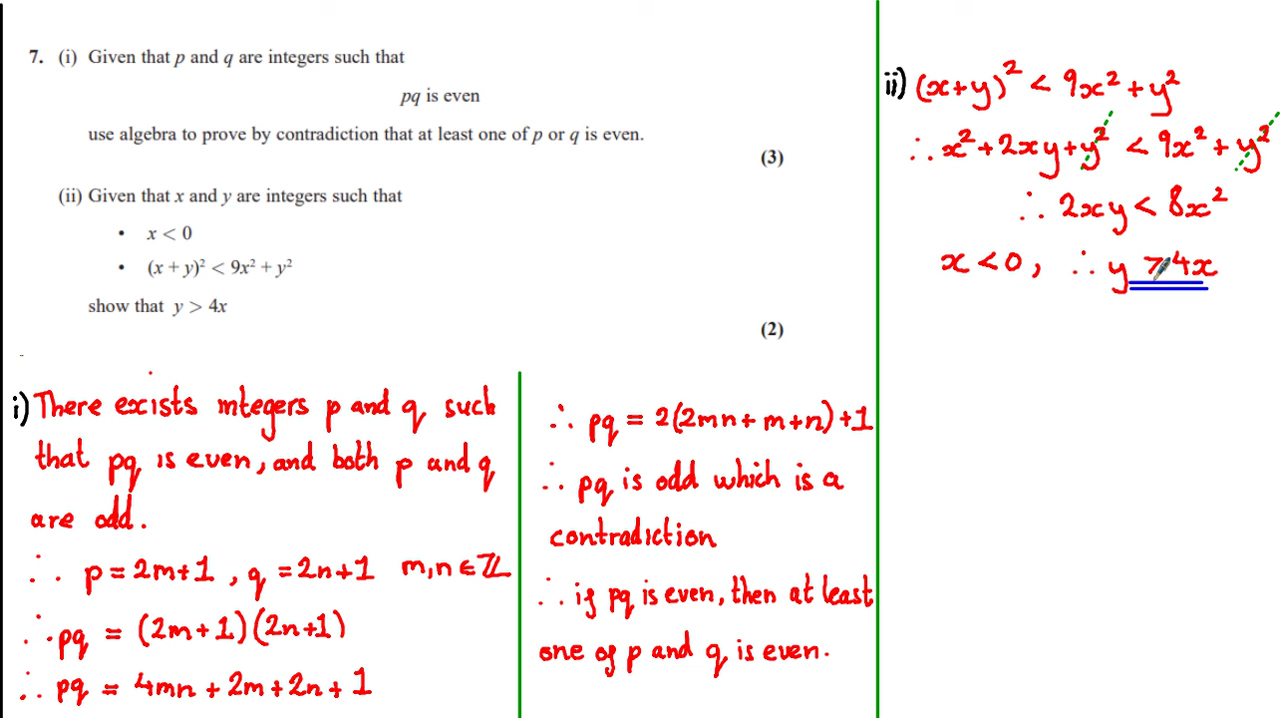 7. (i) Given that p and q are integers such that
pq is even
use algebra to prove by contradiction that at least one of p or q is even.
(3)
(ii) Given that x and y are integers such that
• x < 0
• (x + y)² < 9x² + y²
show that y > 4x
(2)
i) There exists integers p and q such
that pq is even, and both p and q
are odd.
∴ p = 2m+1, q = 2n+1 m,n ∈ ℤ
∴ pq = (2m+1)(2n+1)
∴ pq = 4mn + 2m + 2n + 1
∴ pq = 2(2mn + m + n) + 1
∴ pq is odd which is a
contradiction
∴ if pq is even, then at least
one of p and q is even.
ii) (x+y)² < 9x² + y²
∴ x² + 2xy + y² < 9x² + y²
∴ 2xy < 8x²
x < 0, ∴ y > 4x